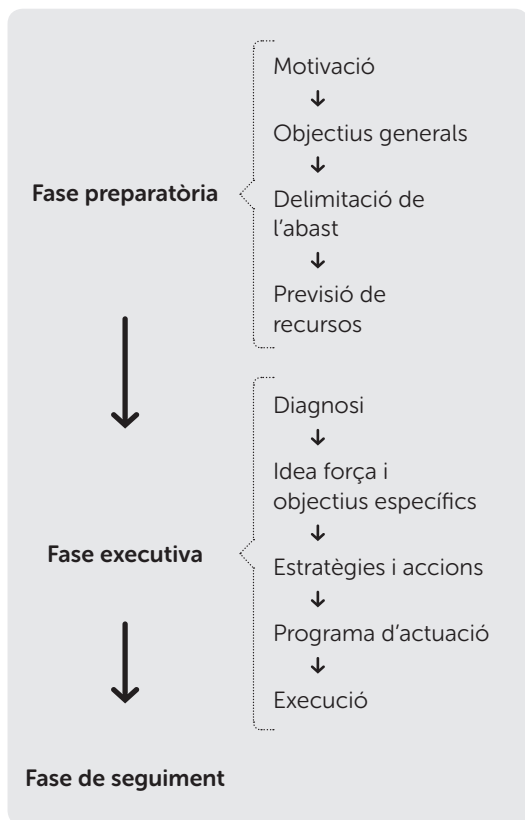 Fase preparatòria
Motivació
Objectius generals
Delimitació de
l’abast
Previsió de
recursos
Fase executiva
Diagnosi
Idea força i
objectius específics
Estratègies i accions
Programa d’actuació
Execució
Fase de seguiment